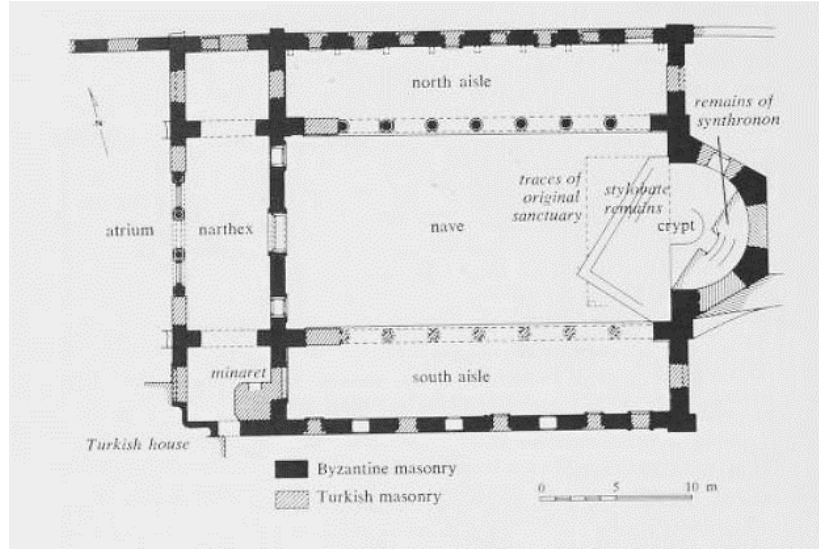 north aisle
remains of
synthronon
traces of
original
sanctuary
stylobate
remains
atrium
narthex
nave
crypt
minaret
south aisle
Turkish house
Byzantine masonry
Turkish masonry
0 5 10 m